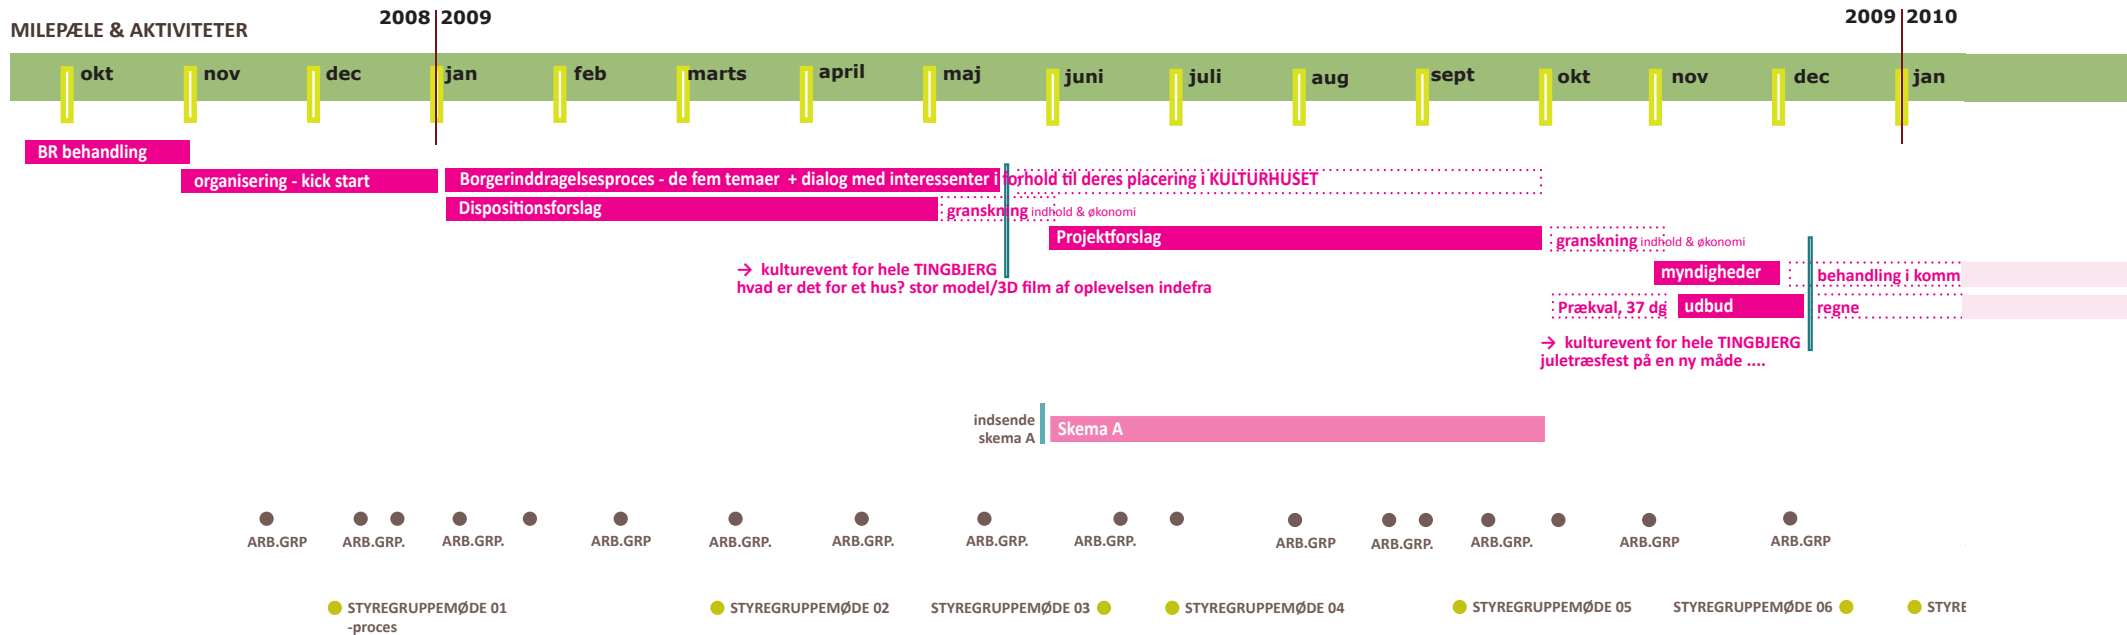 2008 2009
2009 2010
MILEPÆLE & AKTIVITETER
okt nov dec jan feb marts april maj juni juli aug sept okt nov dec jan
BR behandling
organisering - kick start
Borgerinddragelsesproces - de fem temaer + dialog med interessenter i forhold til deres placering i KULTURHUSET
Dispositionsforslag
granskning indhold & økonomi
Projektforslag
granskning indhold & økonomi
→ kulturevent for hele TINGBJERG
hvad er det for et hus? stor model/3D film af oplevelsen indefra
myndigheder
behandling i komm
Prækval, 37 dg
udbud
regne
→ kulturevent for hele TINGBJERG
juletræsfest på en ny måde ....
indsende
skema A
Skema A
ARB.GRP ARB.GRP. ARB.GRP. ARB.GRP ARB.GRP. ARB.GRP. ARB.GRP. ARB.GRP. ARB.GRP ARB.GRP. ARB.GRP. ARB.GRP ARB.GRP
STYREGRUPPEMØDE 01
-proces
STYREGRUPPEMØDE 02
STYREGRUPPEMØDE 03
STYREGRUPPEMØDE 04
STYREGRUPPEMØDE 05
STYREGRUPPEMØDE 06
STYRE